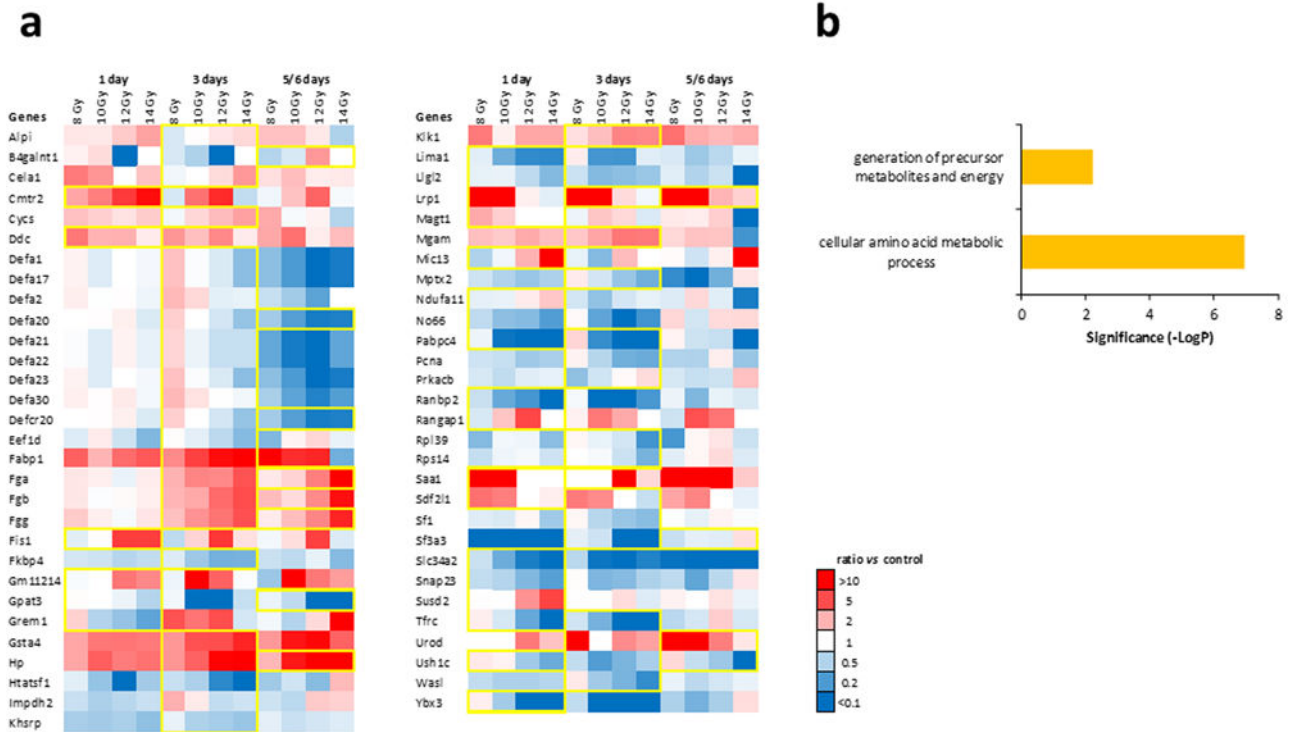 a
b
1 day 3 days 5/6 days
Genes 8 Gy 10Gy 12Gy 14Gy 8 Gy 10Gy 12Gy 14Gy 8 Gy 10Gy 12Gy 14Gy
Alpi
B4galnt1
Cela1
Cmtr2
Cycs
Ddc
Defa1
Defa17
Defa2
Defa20
Defa21
Defa22
Defa23
Defa30
Defcr20
Eef1d
Fabp1
Fga
Fgb
Fgg
Fis1
Fkbp4
Gm11214
Gpat3
Grem1
Gsta4
Hp
Htatsf1
Impdh2
Khsrp
1 day 3 days 5/6 days
Genes 8 Gy 10Gy 12Gy 14Gy 8 Gy 10Gy 12Gy 14Gy 8 Gy 10Gy 12Gy 14Gy
Klk1
Lima1
Llgl2
Lrp1
Magt1
Mgam
Mic13
Mptx2
Ndufa11
No66
Pabpc4
Pcna
Prkacb
Ranbp2
Rangap1
Rpl39
Rps14
Saa1
Sdf2l1
Sf1
Sf3a3
Slc34a2
Snap23
Susd2
Tfrc
Urod
Ush1c
Wasl
Ybx3
ratio vs control
>10
5
2
1
0.5
0.2
<0.1
generation of precursor
metabolites and energy
cellular amino acid metabolic
process
0 2 4 6 8
Significance (-LogP)